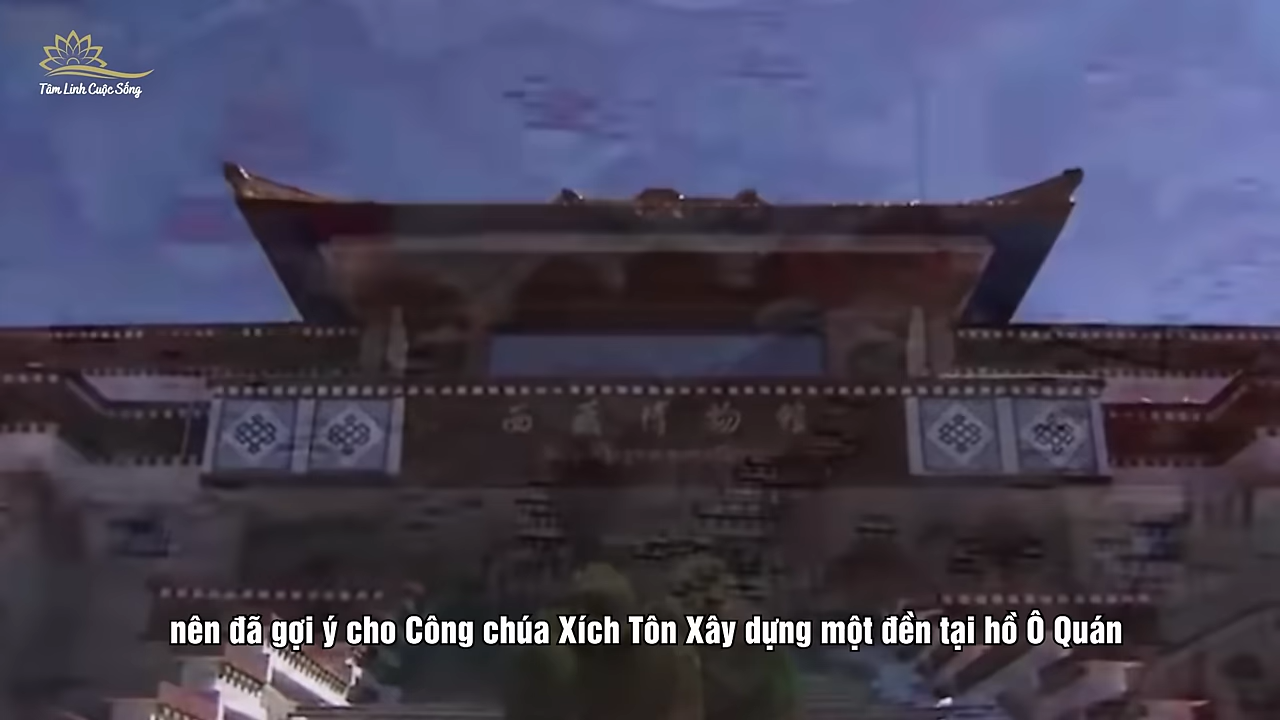 Tâm Linh Cuộc Sống
西藏博物館
nên đã gợi ý cho Công chúa Xích Tôn Xây dựng một đền tại hồ Ô Quán